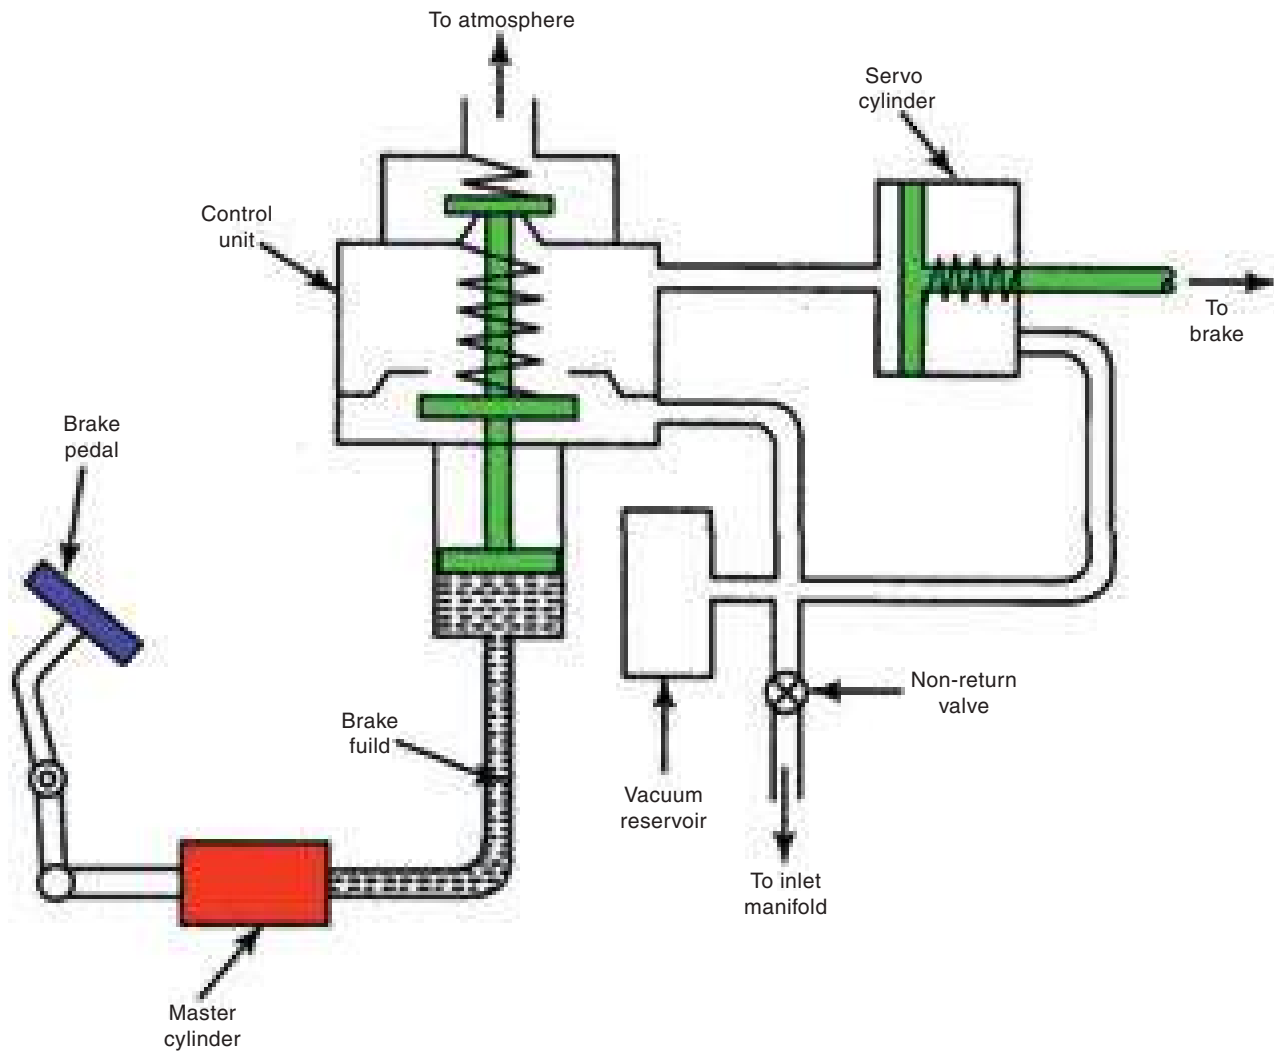 To atmosphere
Servo
cylinder
Control
unit
To
brake
Brake
pedal
Non-return
valve
Brake
fuild
Vacuum
reservoir
To inlet
manifold
Master
cylinder